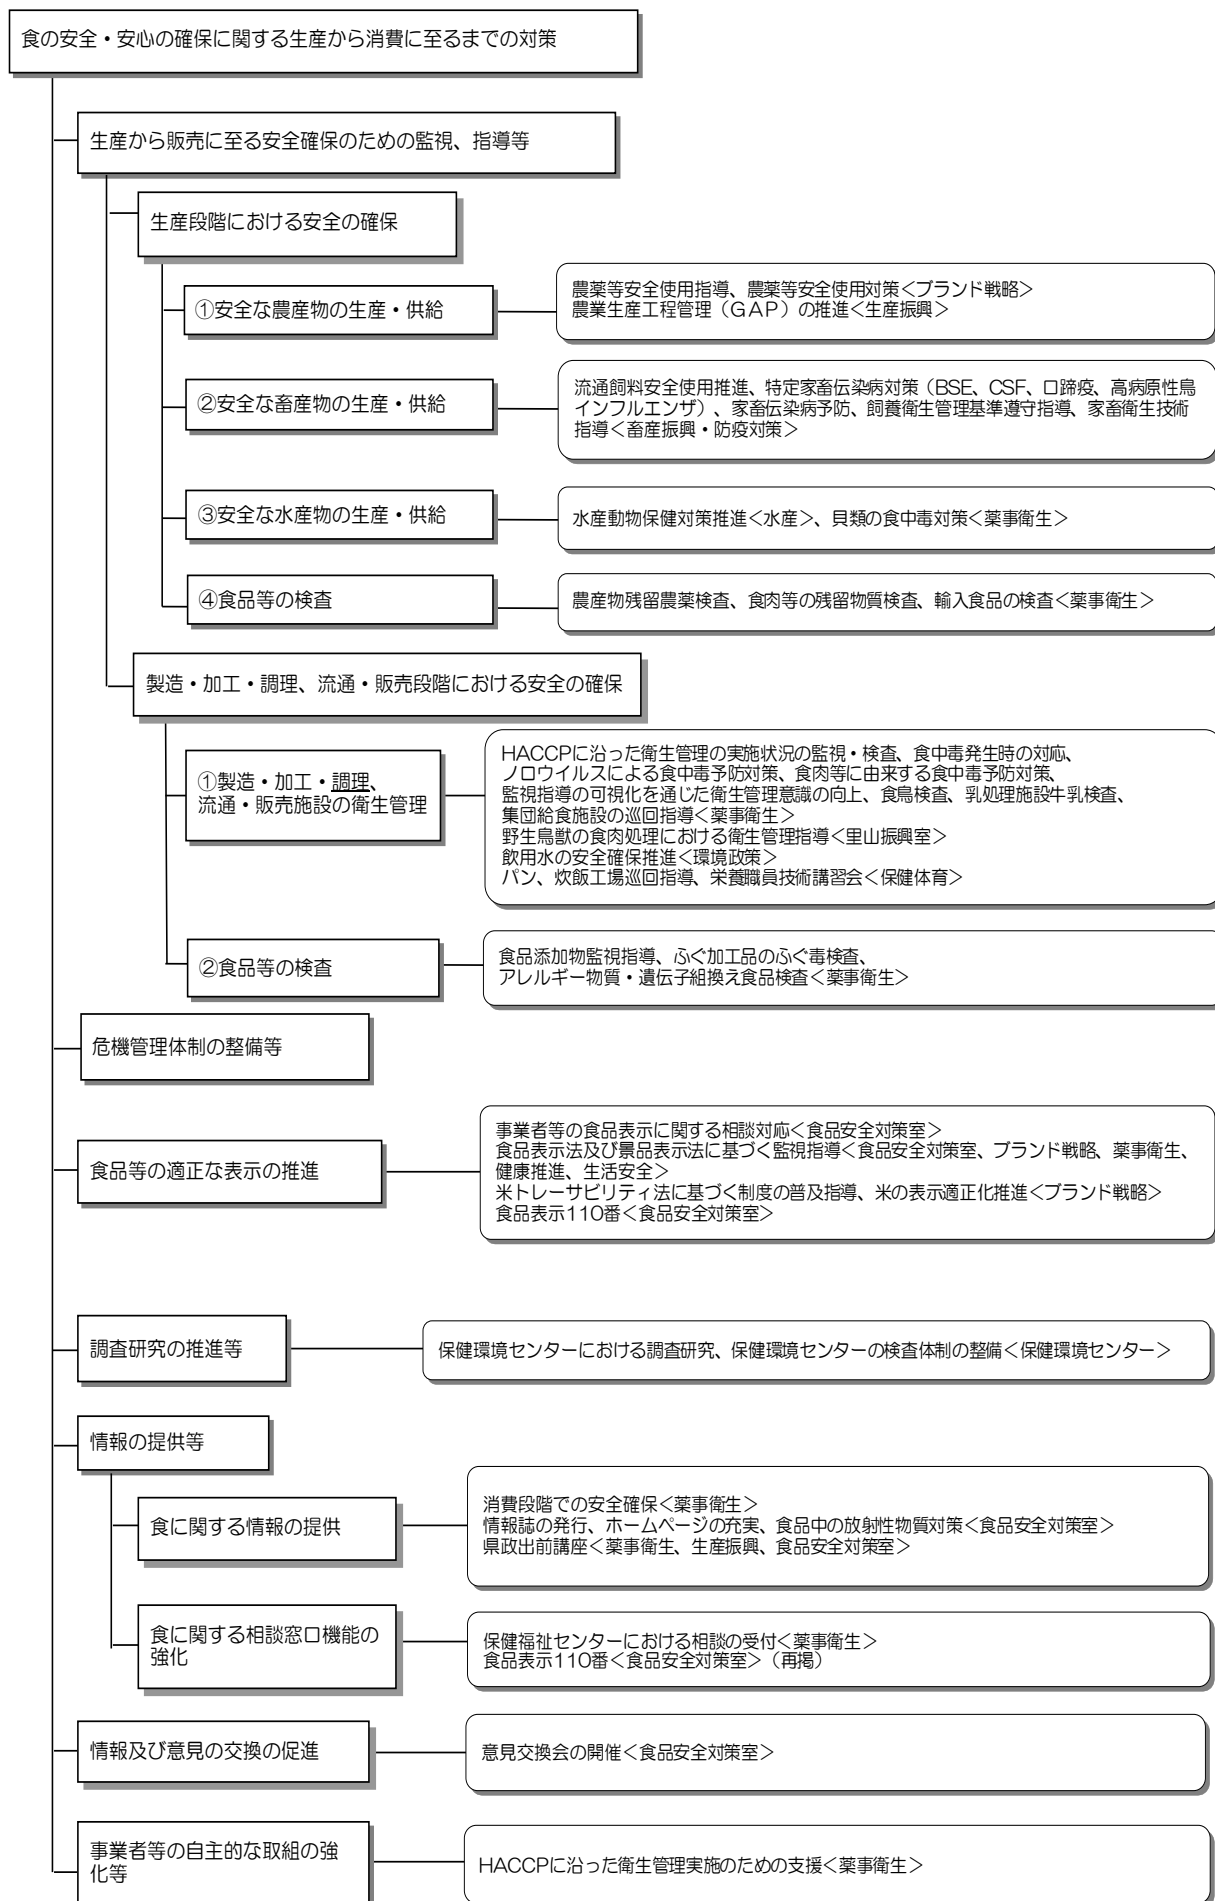 食の安全・安心の確保に関する生産から消費に至るまでの対策
生産から販売に至る安全確保のための監視、指導等
生産段階における安全の確保
①安全な農産物の生産・供給
農薬等安全使用指導、農薬等安全使用対策＜ブランド戦略＞
農業生産工程管理（ＧＡＰ）の推進＜生産振興＞
②安全な畜産物の生産・供給
流通飼料安全使用推進、特定家畜伝染病対策（BSE、CSF、口蹄疫、高病原性鳥
インフルエンザ）、家畜伝染病予防、飼養衛生管理基準遵守指導、家畜衛生技術
指導＜畜産振興・防疫対策＞
③安全な水産物の生産・供給
水産動物保健対策推進＜水産＞、貝類の食中毒対策＜薬事衛生＞
④食品等の検査
農産物残留農薬検査、食肉等の残留物質検査、輸入食品の検査＜薬事衛生＞
製造・加工・調理、流通・販売段階における安全の確保
①製造・加工・調理、
流通・販売施設の衛生管理
HACCPに沿った衛生管理の実施状況の監視・検査、食中毒発生時の対応、
ノロウイルスによる食中毒予防対策、食肉等に由来する食中毒予防対策、
監視指導の可視化を通じた衛生管理意識の向上、食鳥検査、乳処理施設牛乳検査、
集団給食施設の巡回指導＜薬事衛生＞
野生鳥獣の食肉処理における衛生管理指導＜里山振興室＞
飲用水の安全確保推進＜環境政策＞
パン、炊飯工場巡回指導、栄養職員技術講習会＜保健体育＞
②食品等の検査
食品添加物監視指導、ふぐ加工品のふぐ毒検査、
アレルギー物質・遺伝子組換え食品検査＜薬事衛生＞
危機管理体制の整備等
食品等の適正な表示の推進
事業者等の食品表示に関する相談対応＜食品安全対策室＞
食品表示法及び景品表示法に基づく監視指導＜食品安全対策室、ブランド戦略、薬事衛生、
健康推進、生活安全＞
米トレーサビリティ法に基づく制度の普及指導、米の表示適正化推進＜ブランド戦略＞
食品表示110番＜食品安全対策室＞
調査研究の推進等
保健環境センターにおける調査研究、保健環境センターの検査体制の整備＜保健環境センター＞
情報の提供等
食に関する情報の提供
消費段階での安全確保＜薬事衛生＞
情報誌の発行、ホームページの充実、食品中の放射性物質対策＜食品安全対策室＞
県政出前講座＜薬事衛生、生産振興、食品安全対策室＞
食に関する相談窓口機能の
強化
保健福祉センターにおける相談の受付＜薬事衛生＞
食品表示110番＜食品安全対策室＞（再掲）
情報及び意見の交換の促進
意見交換会の開催＜食品安全対策室＞
事業者等の自主的な取組の強
化等
HACCPに沿った衛生管理実施のための支援＜薬事衛生＞